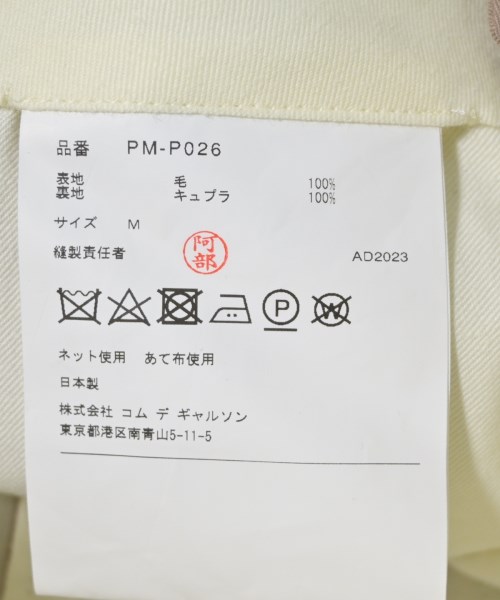 品番 PM-P026
表地 毛 100%
裏地 キュプラ 100%
サイズ M
縫製責任者 阿部 AD2023
P W
ネット使用 あて布使用
日本製
株式会社 コム デ ギャルソン
東京都港区南青山5-11-5